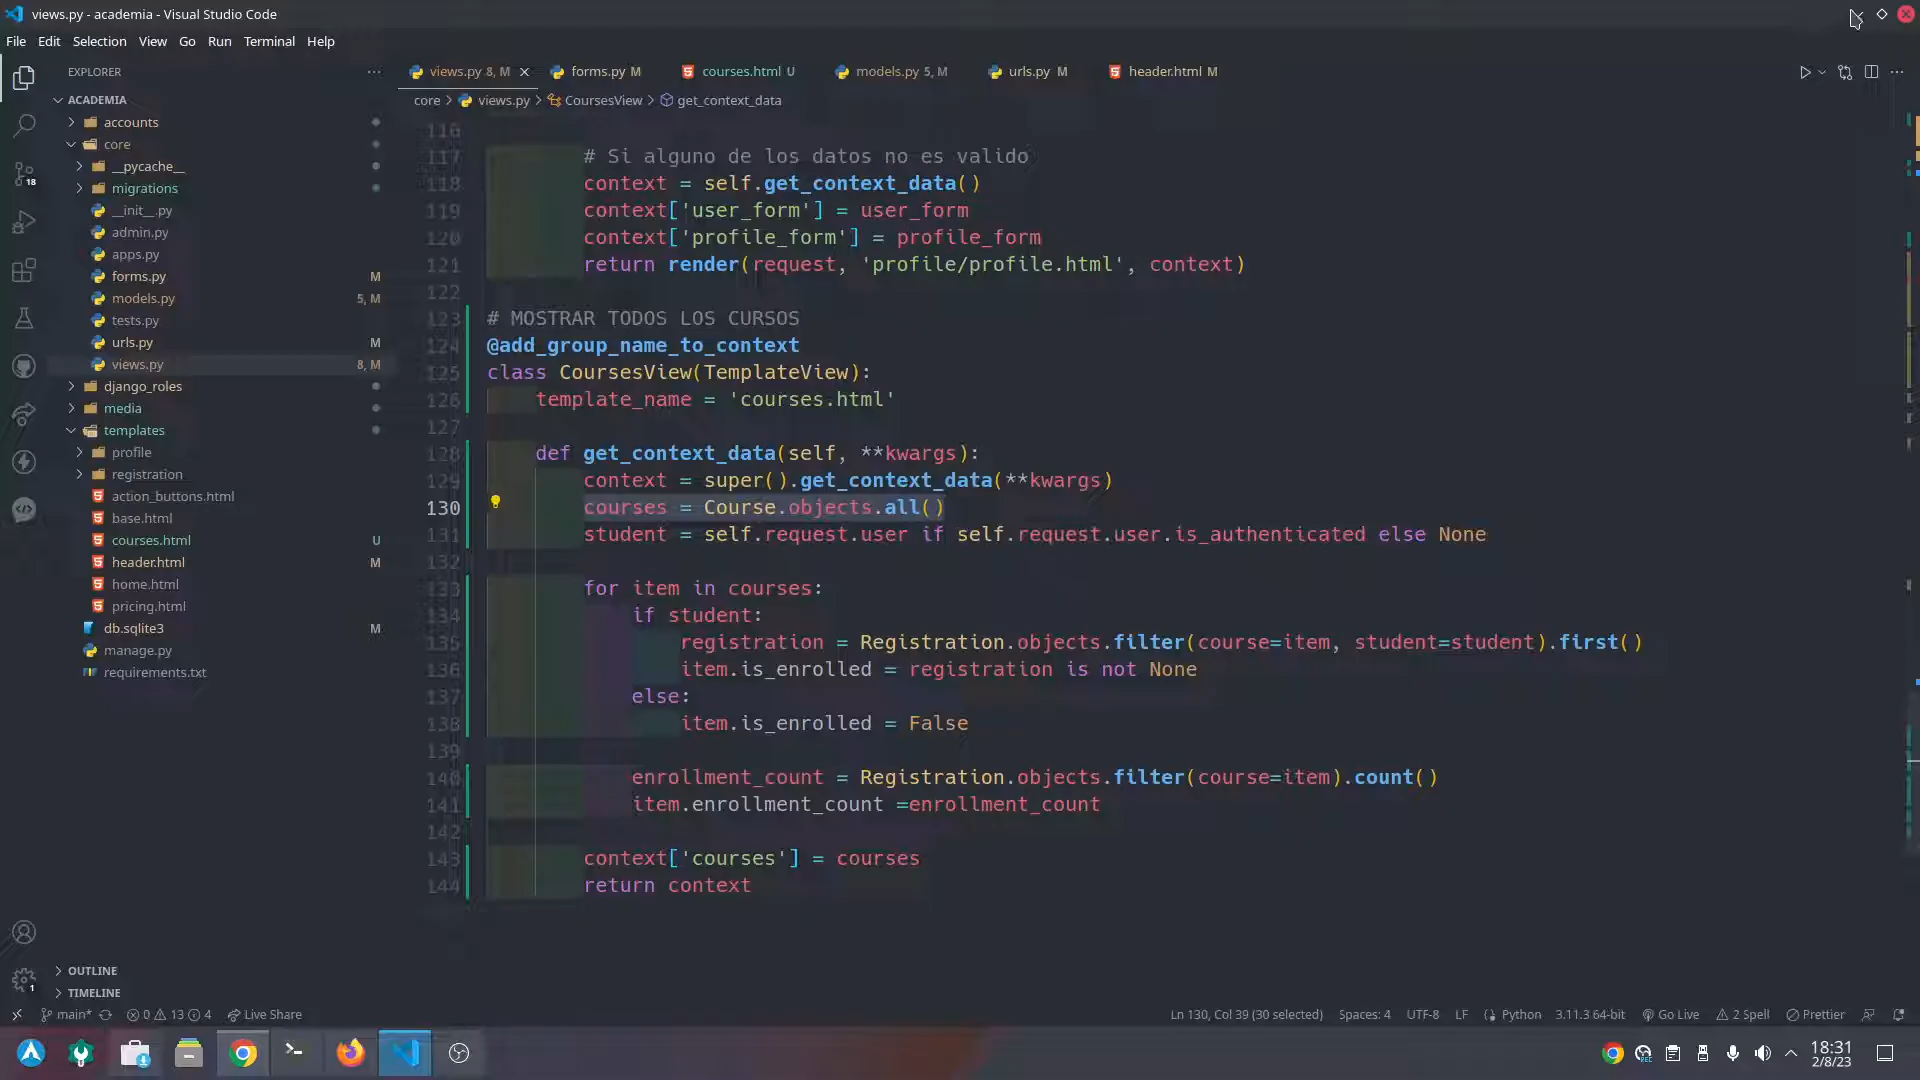 views.py - academia - Visual Studio Code
File Edit Selection View Go Run Terminal Help
EXPLORER
views.py 8, M
forms.py M
courses.html U
models.py 5, M
urls.py M
header.html M
core > views.py > CoursesView > get_context_data
ACADEMIA
accounts
core
__pycache__
migrations
__init__.py
admin.py
apps.py
forms.py M
models.py 5, M
tests.py
urls.py M
views.py 8, M
django_roles
media
templates
profile
registration
action_buttons.html
base.html
courses.html U
header.html M
home.html
pricing.html
db.sqlite3 M
manage.py
requirements.txt
OUTLINE
TIMELINE
116
117 # Si alguno de los datos no es valido
118 context = self.get_context_data()
119 context['user_form'] = user_form
120 context['profile_form'] = profile_form
121 return render(request, 'profile/profile.html', context)
122
123 # MOSTRAR TODOS LOS CURSOS
124 @add_group_name_to_context
125 class CoursesView(TemplateView):
126 template_name = 'courses.html'
127
128 def get_context_data(self, **kwargs):
129 context = super().get_context_data(**kwargs)
130 courses = Course.objects.all()
131 student = self.request.user if self.request.user.is_authenticated else None
132
133 for item in courses:
134 if student:
135 registration = Registration.objects.filter(course=item, student=student).first()
136 item.is_enrolled = registration is not None
137 else:
138 item.is_enrolled = False
139
140 enrollment_count = Registration.objects.filter(course=item).count()
141 item.enrollment_count =enrollment_count
142
143 context['courses'] = courses
144 return context
18
1
main* 0 13 4 Live Share
Ln 130, Col 39 (30 selected) Spaces: 4 UTF-8 LF Python 3.11.3 64-bit Go Live 2 Spell Prettier
REC
18:31
2/8/23